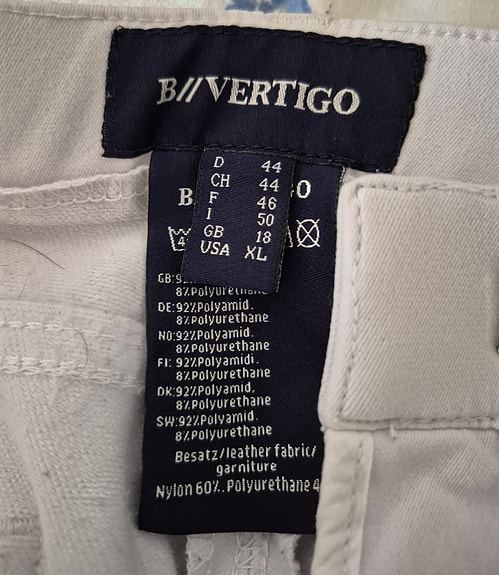 B//VERTIGO
D 44
CH 44
F 46
I 50
GB 18
USA XL
GB:92%
8%Polyurethane
DE:92%Polyamid.
8%Polyurethane
NO:92%Polyamid.
8%Polyurethane
FI: 92%Polyamidi.
8%Polyurethane
DK:92%Polyamid,
8%Polyurethane
SW:92%Polyamid.
8%Polyurethane
Besatz/leather fabric/
garniture
Nylon 60%. Polyurethane 4